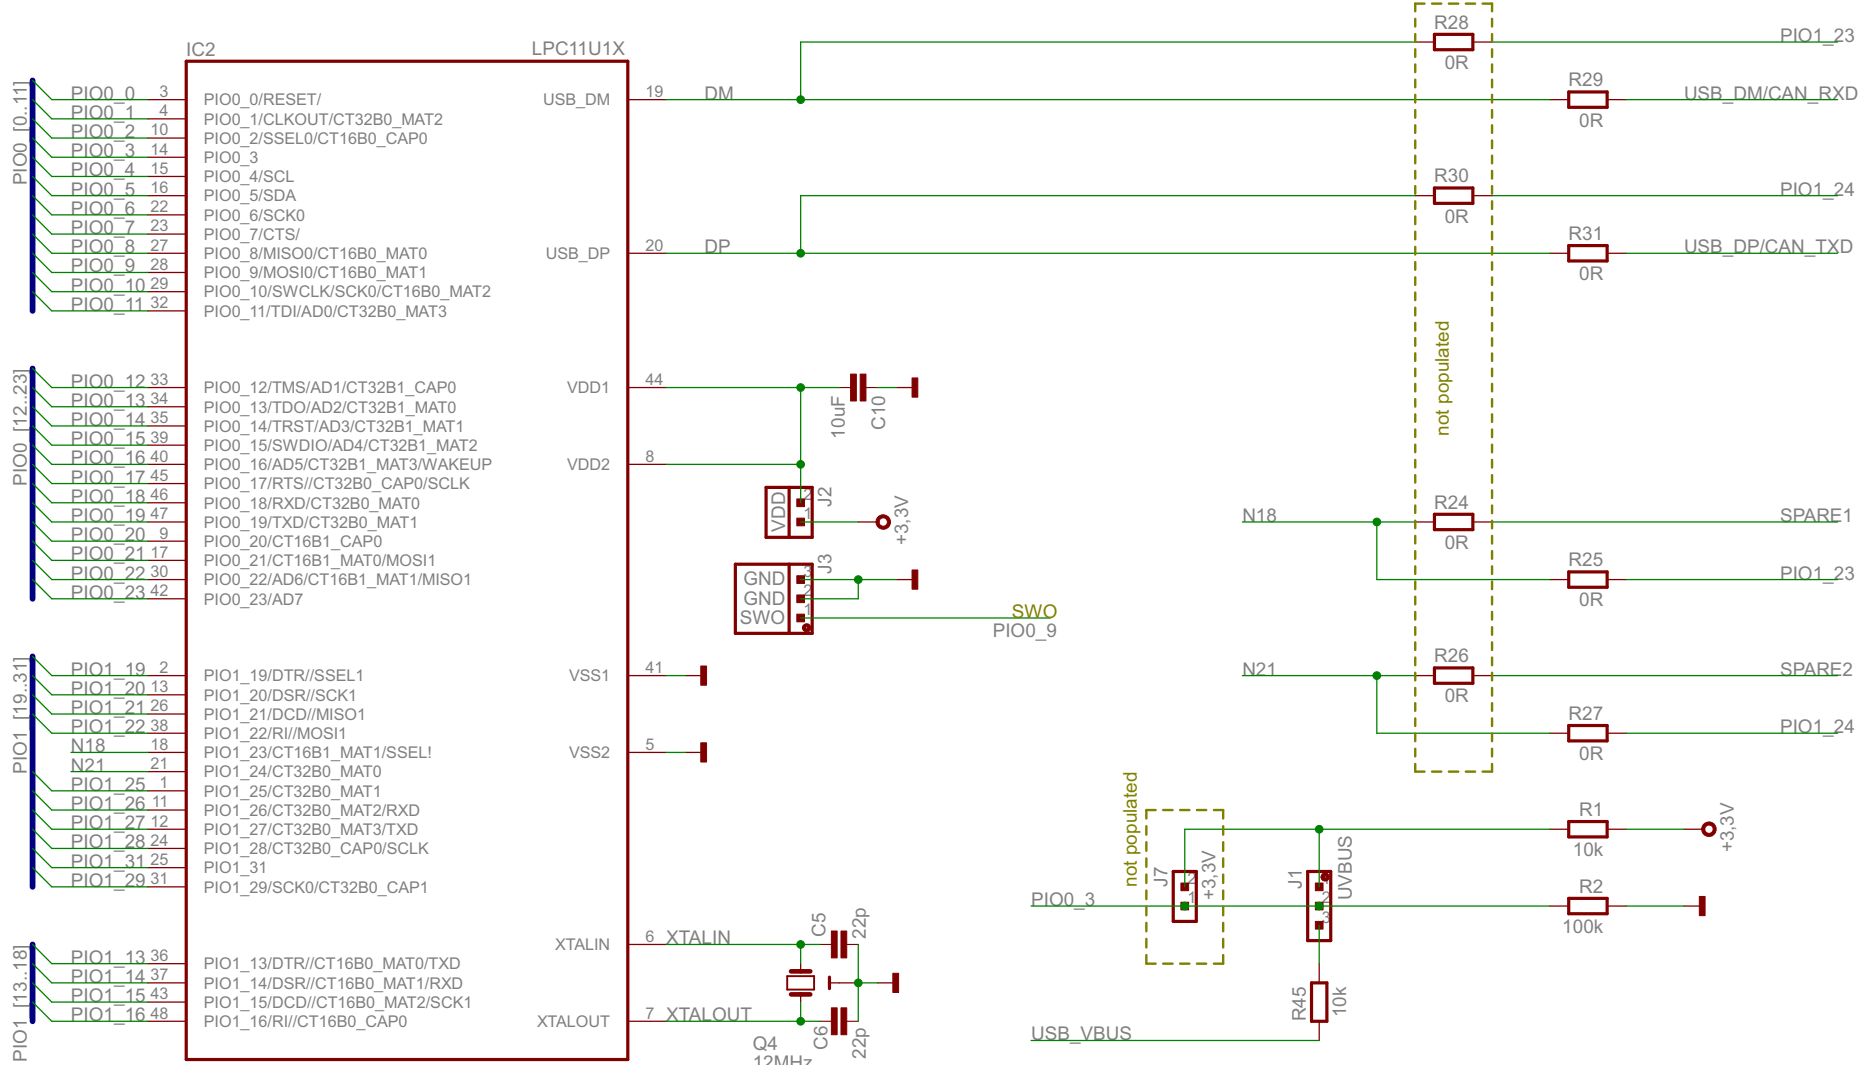 IC2
LPC11U1X
PIO0 [0..11]
PIO0_0 3 PIO0_0/RESET/
PIO0_1 4 PIO0_1/CLKOUT/CT32B0_MAT2
PIO0_2 10 PIO0_2/SSEL0/CT16B0_CAP0
PIO0_3 14 PIO0_3
PIO0_4 15 PIO0_4/SCL
PIO0_5 16 PIO0_5/SDA
PIO0_6 22 PIO0_6/SCK0
PIO0_7 23 PIO0_7/CTS/
PIO0_8 27 PIO0_8/MISO0/CT16B0_MAT0
PIO0_9 28 PIO0_9/MOSI0/CT16B0_MAT1
PIO0_10 29 PIO0_10/SWCLK/SCK0/CT16B0_MAT2
PIO0_11 32 PIO0_11/TDI/AD0/CT32B0_MAT3
PIO0 [12..23]
PIO0_12 33 PIO0_12/TMS/AD1/CT32B1_CAP0
PIO0_13 34 PIO0_13/TDO/AD2/CT32B1_MAT0
PIO0_14 35 PIO0_14/TRST/AD3/CT32B1_MAT1
PIO0_15 39 PIO0_15/SWDIO/AD4/CT32B1_MAT2
PIO0_16 40 PIO0_16/AD5/CT32B1_MAT3/WAKEUP
PIO0_17 45 PIO0_17/RTS//CT32B0_CAP0/SCLK
PIO0_18 46 PIO0_18/RXD/CT32B0_MAT0
PIO0_19 47 PIO0_19/TXD/CT32B0_MAT1
PIO0_20 9 PIO0_20/CT16B1_CAP0
PIO0_21 17 PIO0_21/CT16B1_MAT0/MOSI1
PIO0_22 30 PIO0_22/AD6/CT16B1_MAT1/MISO1
PIO0_23 42 PIO0_23/AD7
PIO1 [19..31]
PIO1_19 2 PIO1_19/DTR//SSEL1
PIO1_20 13 PIO1_20/DSR//SCK1
PIO1_21 26 PIO1_21/DCD//MISO1
PIO1_22 38 PIO1_22/RI//MOSI1
N18 18 PIO1_23/CT16B1_MAT1/SSEL!
N21 21 PIO1_24/CT32B0_MAT0
PIO1_25 1 PIO1_25/CT32B0_MAT1
PIO1_26 11 PIO1_26/CT32B0_MAT2/RXD
PIO1_27 12 PIO1_27/CT32B0_MAT3/TXD
PIO1_28 24 PIO1_28/CT32B0_CAP0/SCLK
PIO1_31 25 PIO1_31
PIO1_29 31 PIO1_29/SCK0/CT32B0_CAP1
PIO1 [13..18]
PIO1_13 36 PIO1_13/DTR//CT16B0_MAT0/TXD
PIO1_14 37 PIO1_14/DSR//CT16B0_MAT1/RXD
PIO1_15 43 PIO1_15/DCD//CT16B0_MAT2/SCK1
PIO1_16 48 PIO1_16/RI//CT16B0_CAP0
USB_DM 19 DM
USB_DP 20 DP
VDD1 44
10uF
C10
VDD2 8
VDD
2
1
J2
+3,3V
J3
GND 3
GND 2
SWO 1
SWO
PIO0_9
VSS1 41
VSS2 5
XTALIN 6 XTALIN
C5
22p
XTALOUT 7 XTALOUT
C6
22p
Q4
12MHz
R28
0R
PIO1_23
R29
0R
USB_DM/CAN_RXD
R30
0R
PIO1_24
R31
0R
USB_DP/CAN_TXD
not populated
N18
R24
0R
SPARE1
R25
0R
PIO1_23
N21
R26
0R
SPARE2
R27
0R
PIO1_24
not populated
J7
2
1
+3,3V
J1
2
3
UVBUS
R1
10k
+3,3V
PIO0_3
R2
100k
R45
10k
USB_VBUS